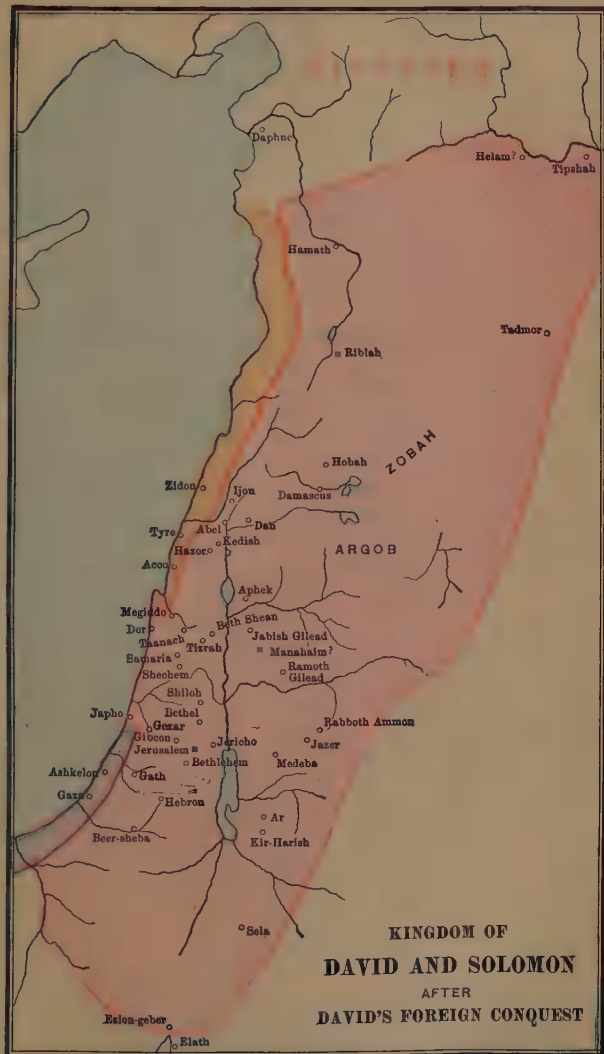 Daphne
Helam?
Tipshah
Hamath
Tadmor
Riblah
ZOBAH
Hobah
Zidon
Ijon
Damascus
Abel
Dan
Tyre
Kedish
Hazor
ARGOB
Acco
Aphek
Megiddo
Beth Shean
Dor
Jabish Gilead
Taanach
Tizrah
Manahaim?
Samaria
Ramoth
Gilead
Shechem
Shiloh
Japho
Bethel
Rabboth Ammon
Gezar
Gibeon
Jericho
Jazer
Jerusalem
Medeba
Bethlehem
Ashkelon
Gath
Gaza
Hebron
Ar
Beer-sheba
Kir-Harish
Sela
KINGDOM OF
DAVID AND SOLOMON
AFTER
DAVID'S FOREIGN CONQUEST
Ezion-geber
Elath